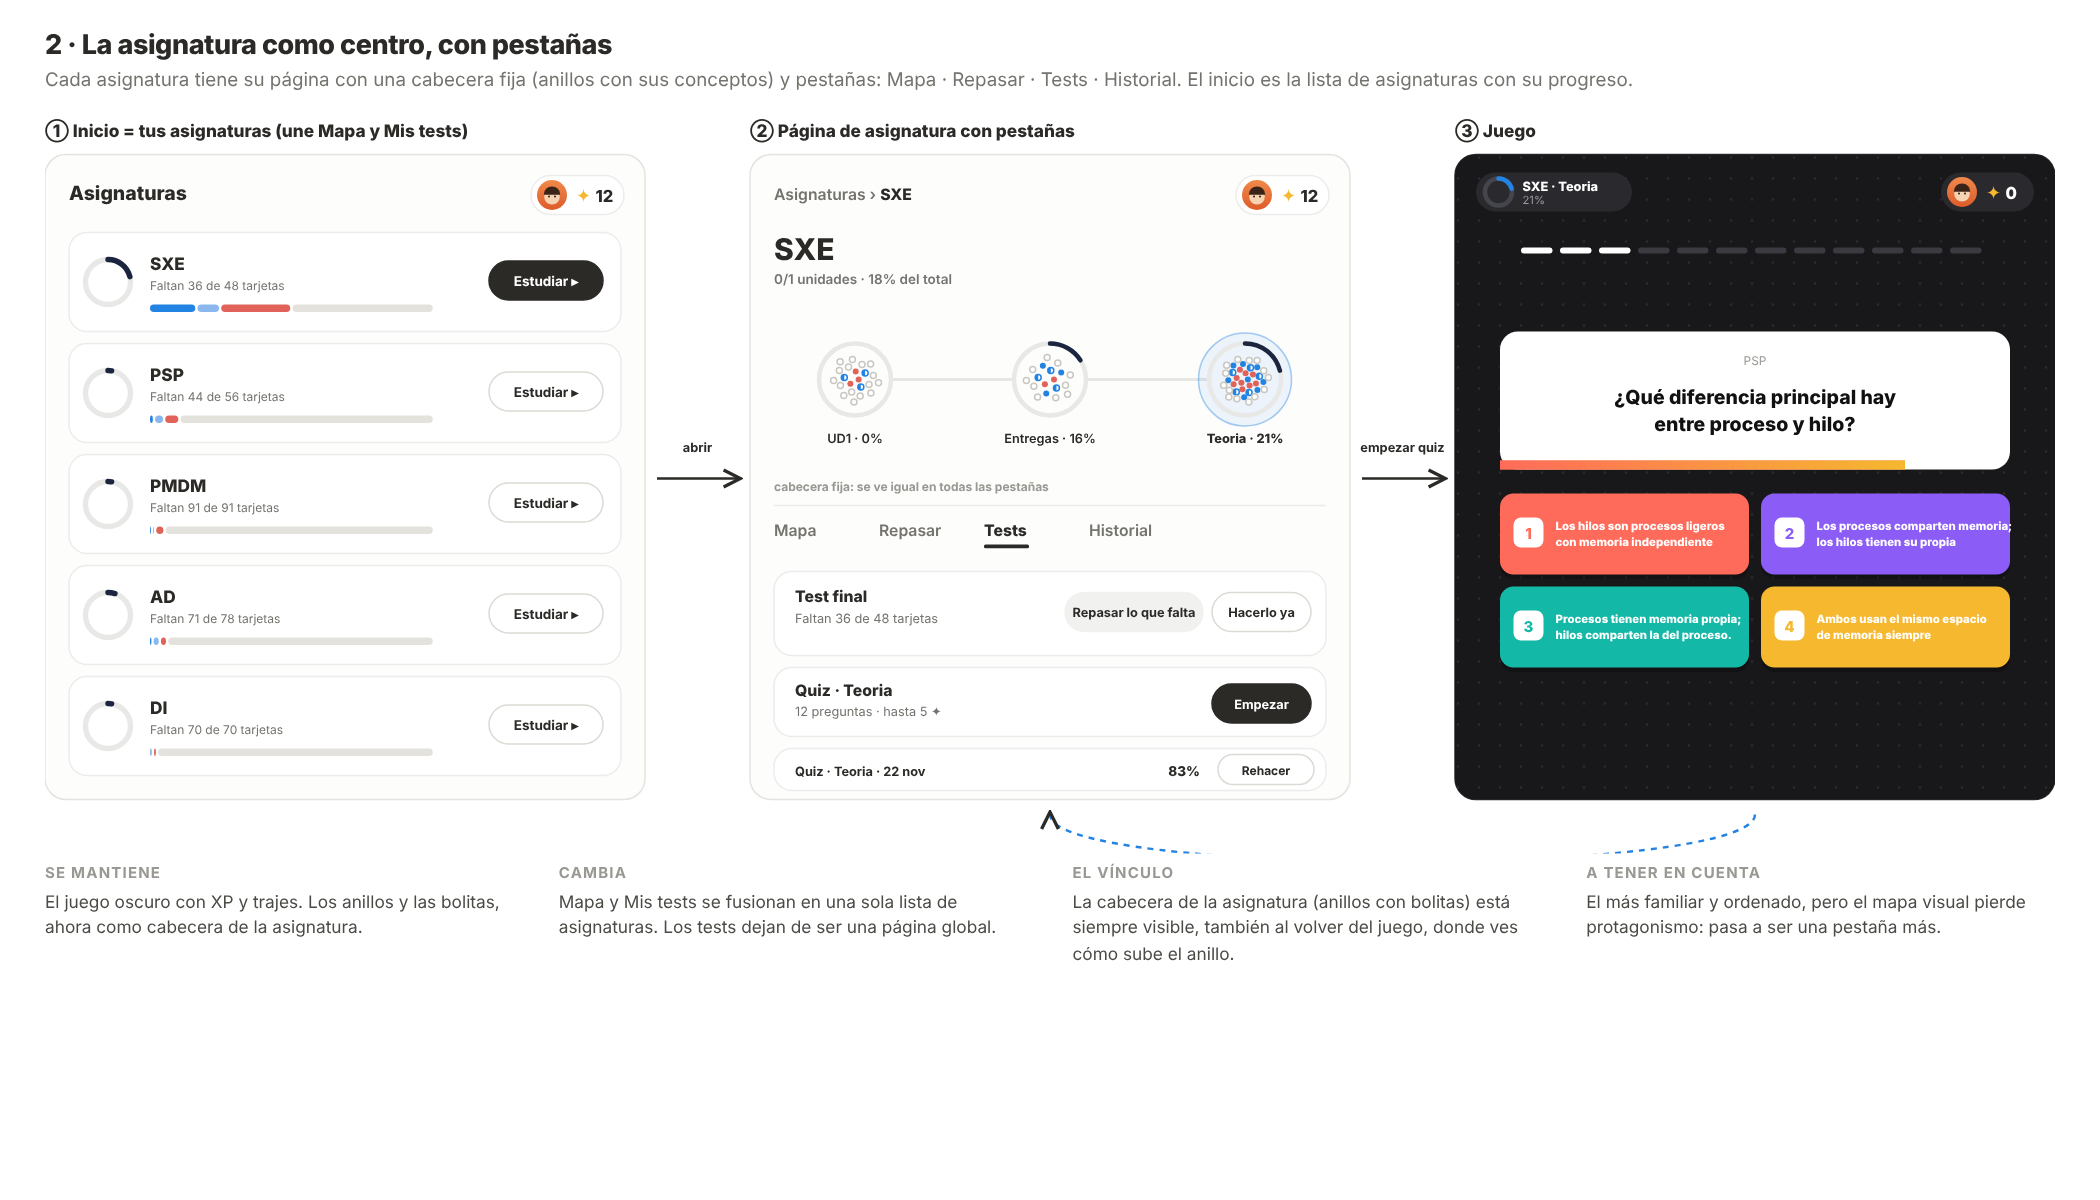 2 · La asignatura como centro, con pestañas
Cada asignatura tiene su página con una cabecera fija (anillos con sus conceptos) y pestañas: Mapa · Repasar · Tests · Historial. El inicio es la lista de asignaturas con su progreso.
① Inicio = tus asignaturas (une Mapa y Mis tests)
Asignaturas
✦ 12
SXE
Faltan 36 de 48 tarjetas
Estudiar ▸
PSP
Faltan 44 de 56 tarjetas
Estudiar ▸
PMDM
Faltan 91 de 91 tarjetas
Estudiar ▸
AD
Faltan 71 de 78 tarjetas
Estudiar ▸
DI
Faltan 70 de 70 tarjetas
Estudiar ▸
abrir
② Página de asignatura con pestañas
Asignaturas › SXE
✦ 12
SXE
0/1 unidades · 18% del total
UD1 · 0%
Entregas · 16%
Teoria · 21%
cabecera fija: se ve igual en todas las pestañas
Mapa
Repasar
Tests
Historial
Test final
Faltan 36 de 48 tarjetas
Repasar lo que falta
Hacerlo ya
Quiz · Teoria
12 preguntas · hasta 5 ✦
Empezar
Quiz · Teoria · 22 nov
83%
Rehacer
empezar quiz
③ Juego
SXE · Teoria
21%
✦ 0
PSP
¿Qué diferencia principal hay
entre proceso y hilo?
1
Los hilos son procesos ligeros
con memoria independiente
2
Los procesos comparten memoria;
los hilos tienen su propia
3
Procesos tienen memoria propia;
hilos comparten la del proceso.
4
Ambos usan el mismo espacio
de memoria siempre
SE MANTIENE
El juego oscuro con XP y trajes. Los anillos y las bolitas,
ahora como cabecera de la asignatura.
CAMBIA
Mapa y Mis tests se fusionan en una sola lista de
asignaturas. Los tests dejan de ser una página global.
EL VÍNCULO
La cabecera de la asignatura (anillos con bolitas) está
siempre visible, también al volver del juego, donde ves
cómo sube el anillo.
A TENER EN CUENTA
El más familiar y ordenado, pero el mapa visual pierde
protagonismo: pasa a ser una pestaña más.